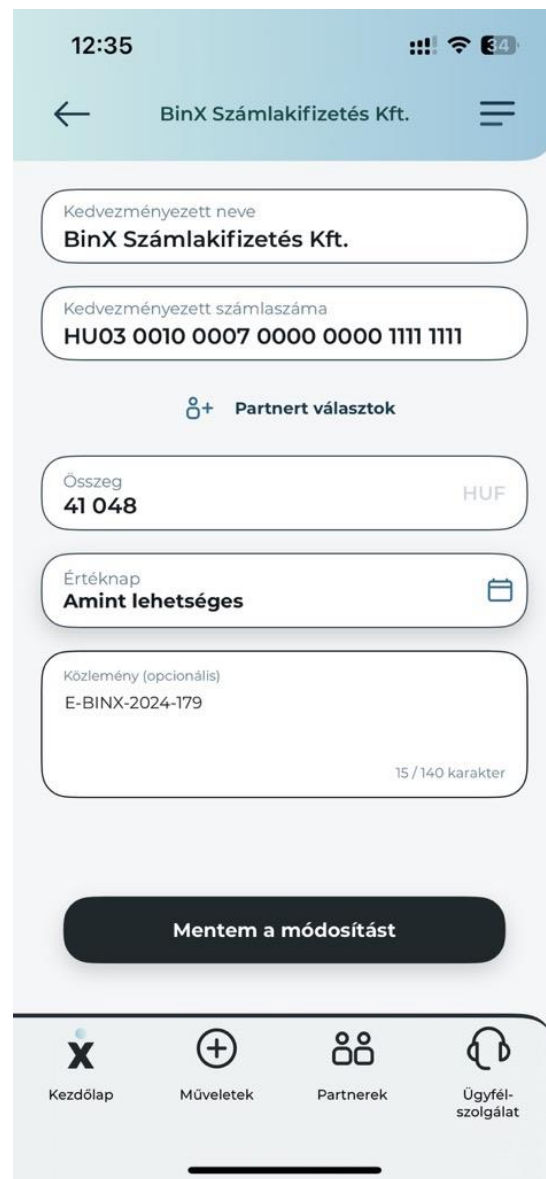 12:35
34
BinX Számlakifizetés Kft.
Kedvezményezett neve
BinX Számlakifizetés Kft.
Kedvezményezett számlaszáma
HU03 0010 0007 0000 0000 1111 1111
Partnert választok
Összeg
41 048
HUF
Értéknap
Amint lehetséges
Közlemény (opcionális)
E-BINX-2024-179
15 / 140 karakter
Mentem a módosítást
Kezdőlap
Műveletek
Partnerek
Ügyfél-
szolgálat